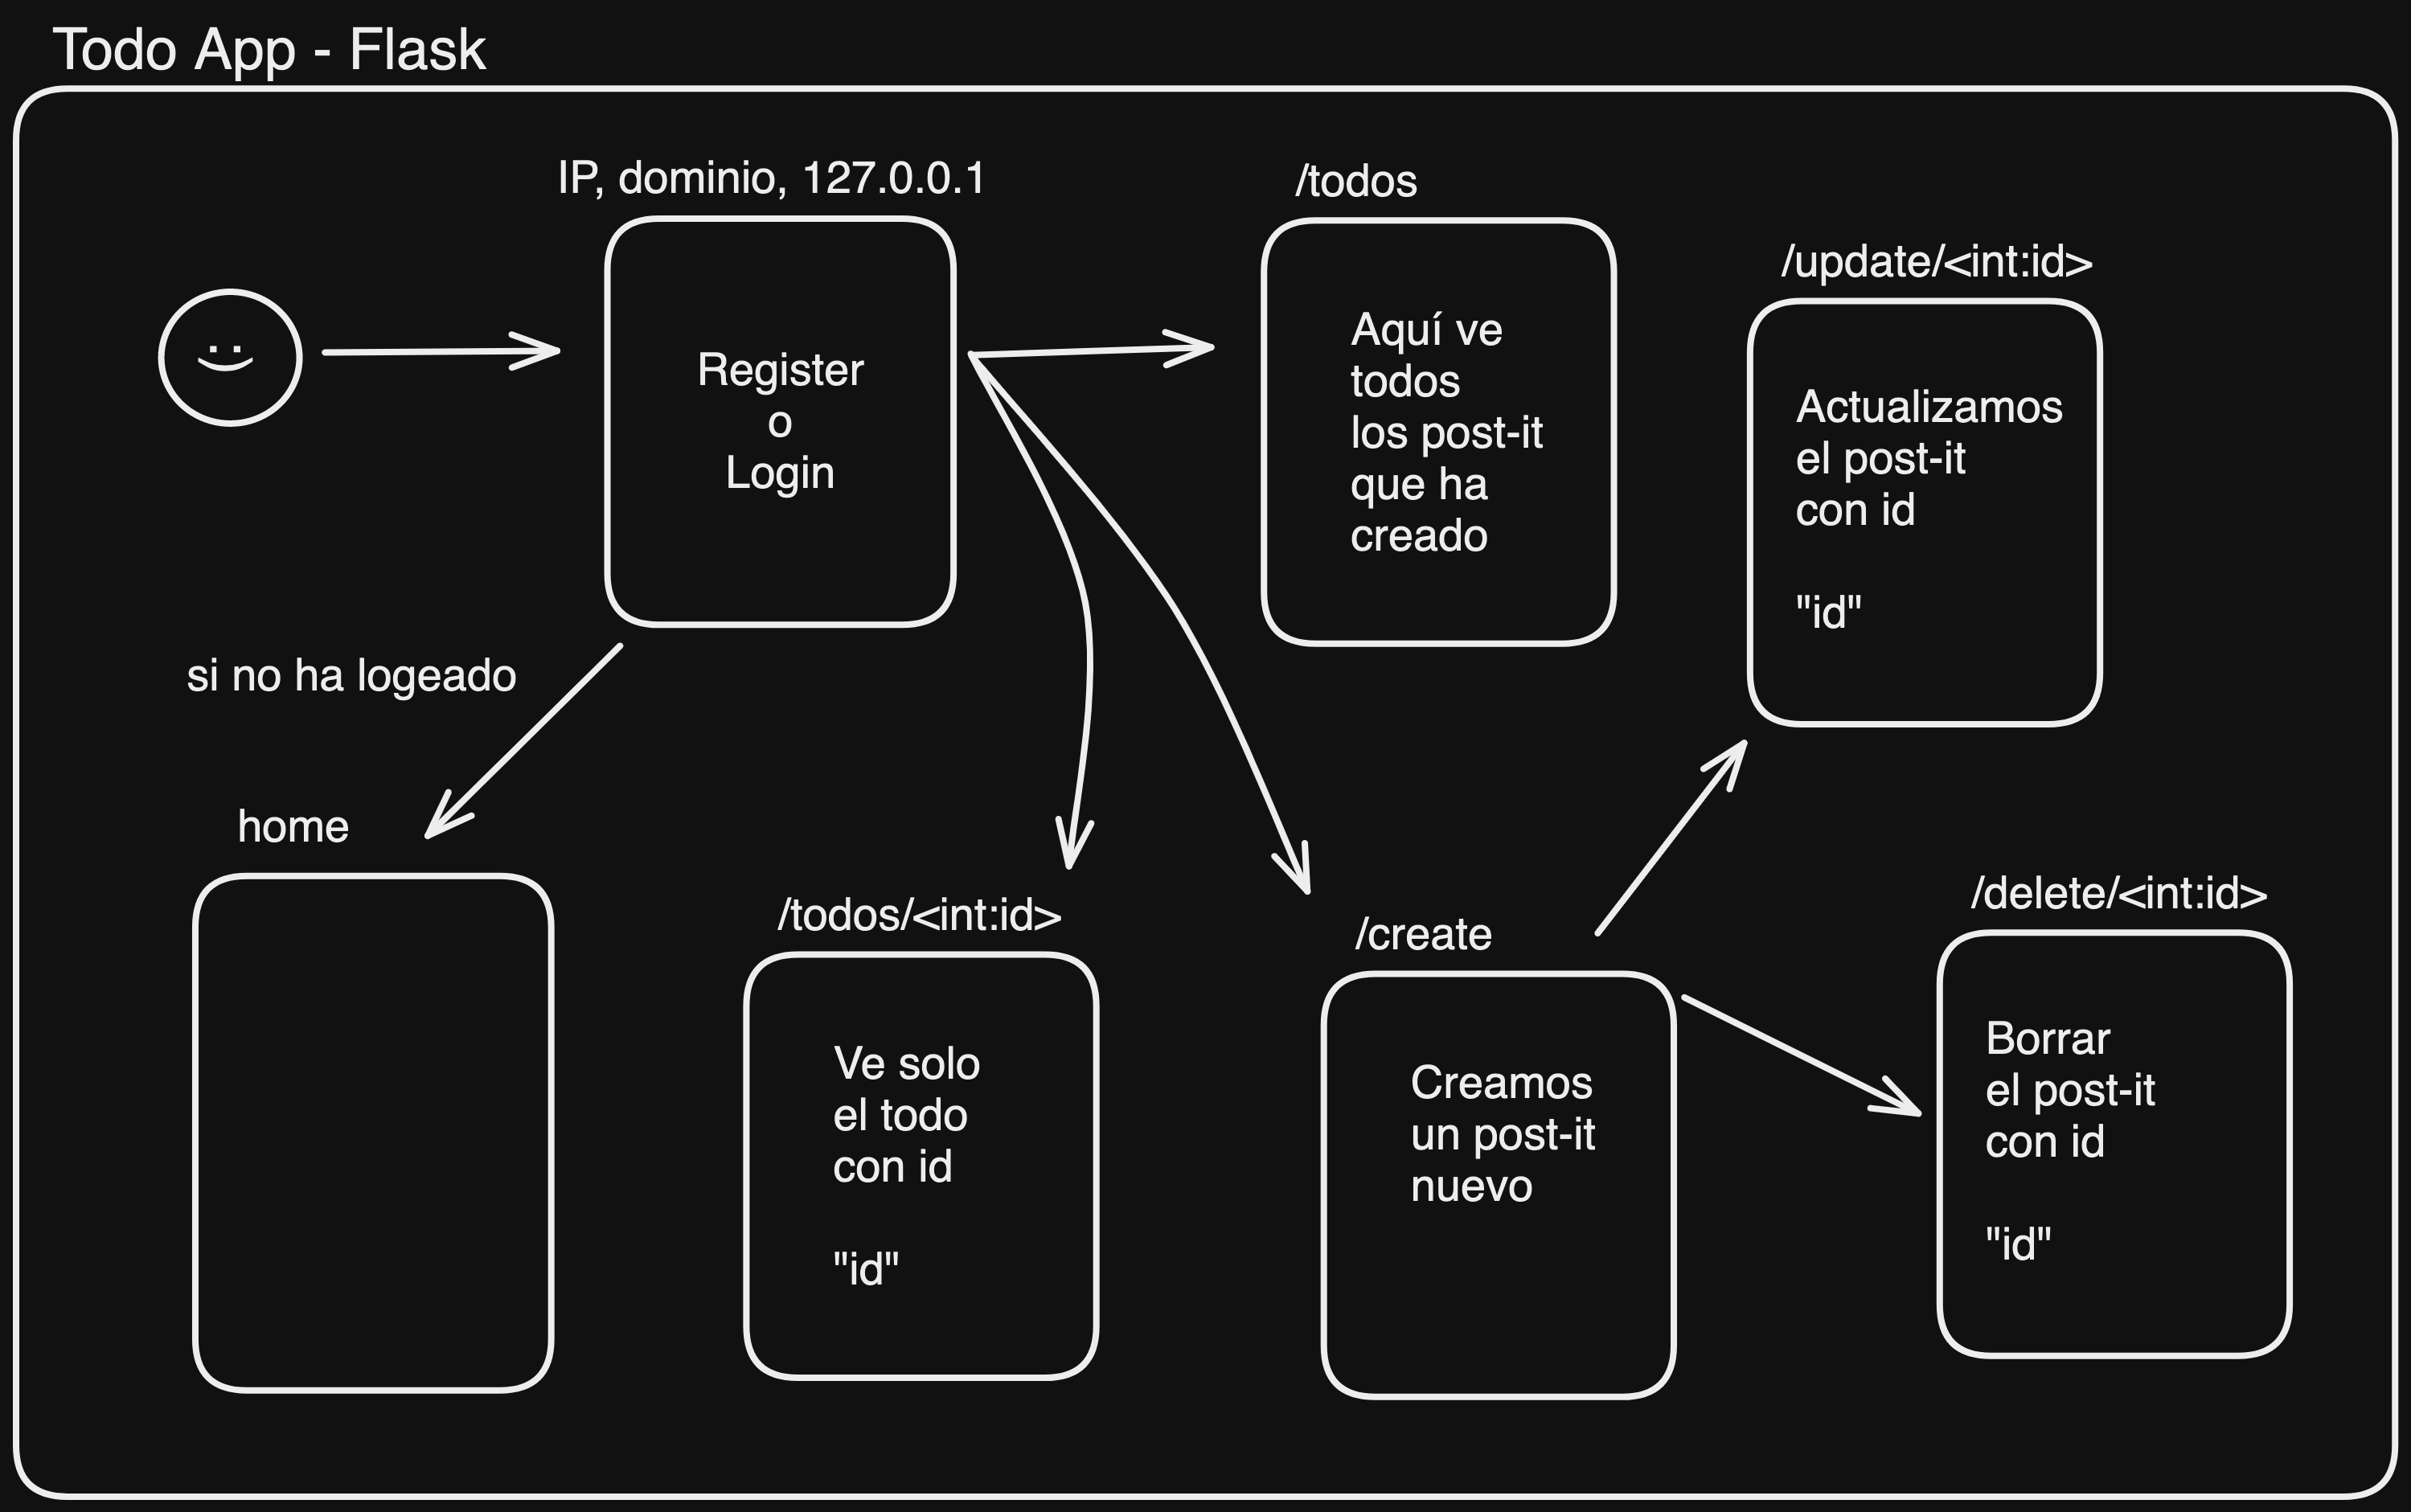 Todo App - Flask
IP, dominio, 127.0.0.1
Register
o
Login
/todos
Aquí ve
todos
los post-it
que ha
creado
/update/<int:id>
Actualizamos
el post-it
con id
"id"
si no ha logeado
home
/todos/<int:id>
Ve solo
el todo
con id
"id"
/create
Creamos
un post-it
nuevo
/delete/<int:id>
Borrar
el post-it
con id
"id"